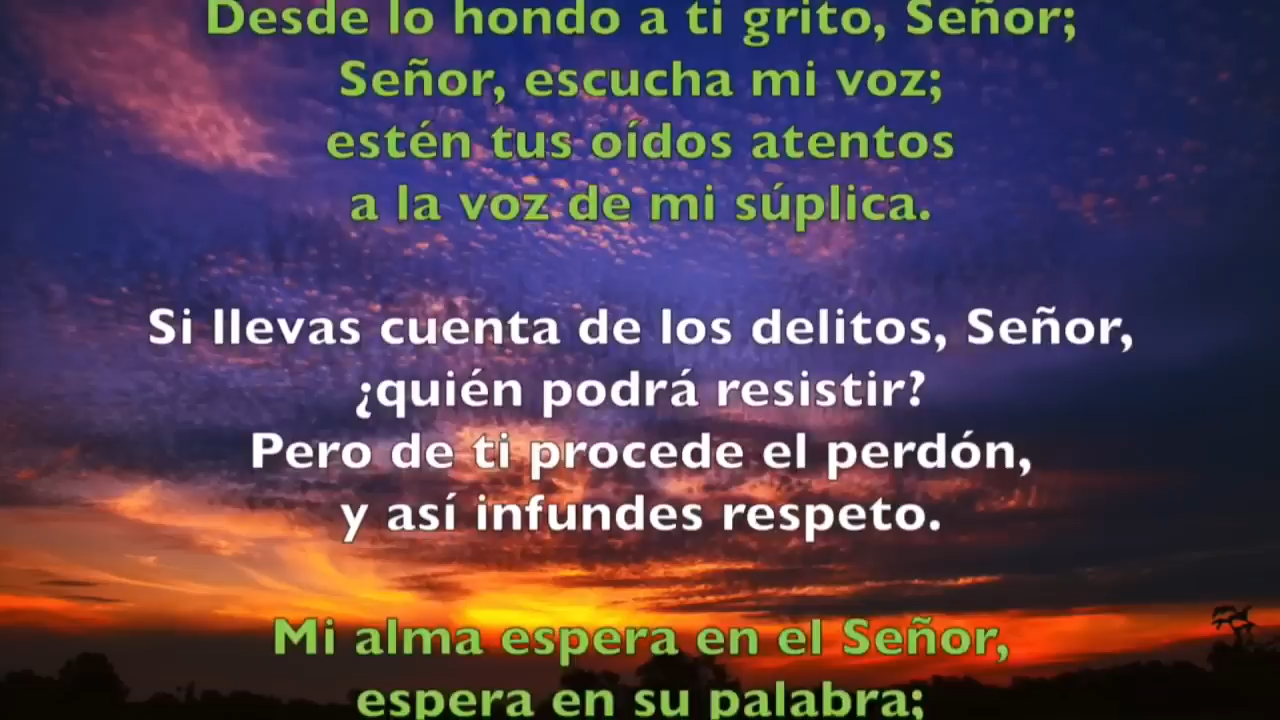 Desde lo hondo a ti grito, Señor;
Señor, escucha mi voz;
estén tus oídos atentos
a la voz de mi súplica.
Si llevas cuenta de los delitos, Señor,
¿quién podrá resistir?
Pero de ti procede el perdón,
y así infundes respeto.
Mi alma espera en el Señor,
espera en su palabra;